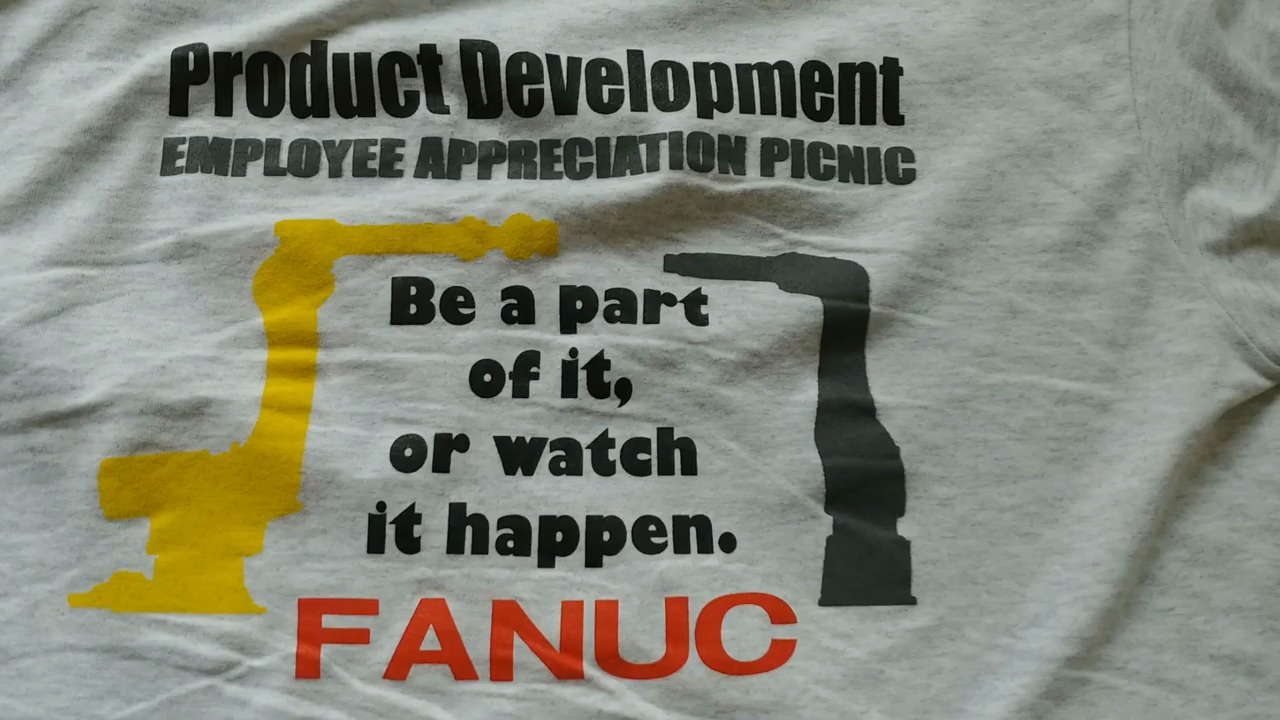 Product Development
EMPLOYEE APPRECIATION PICNIC
Be a part
of it,
or watch
it happen.
FANUC